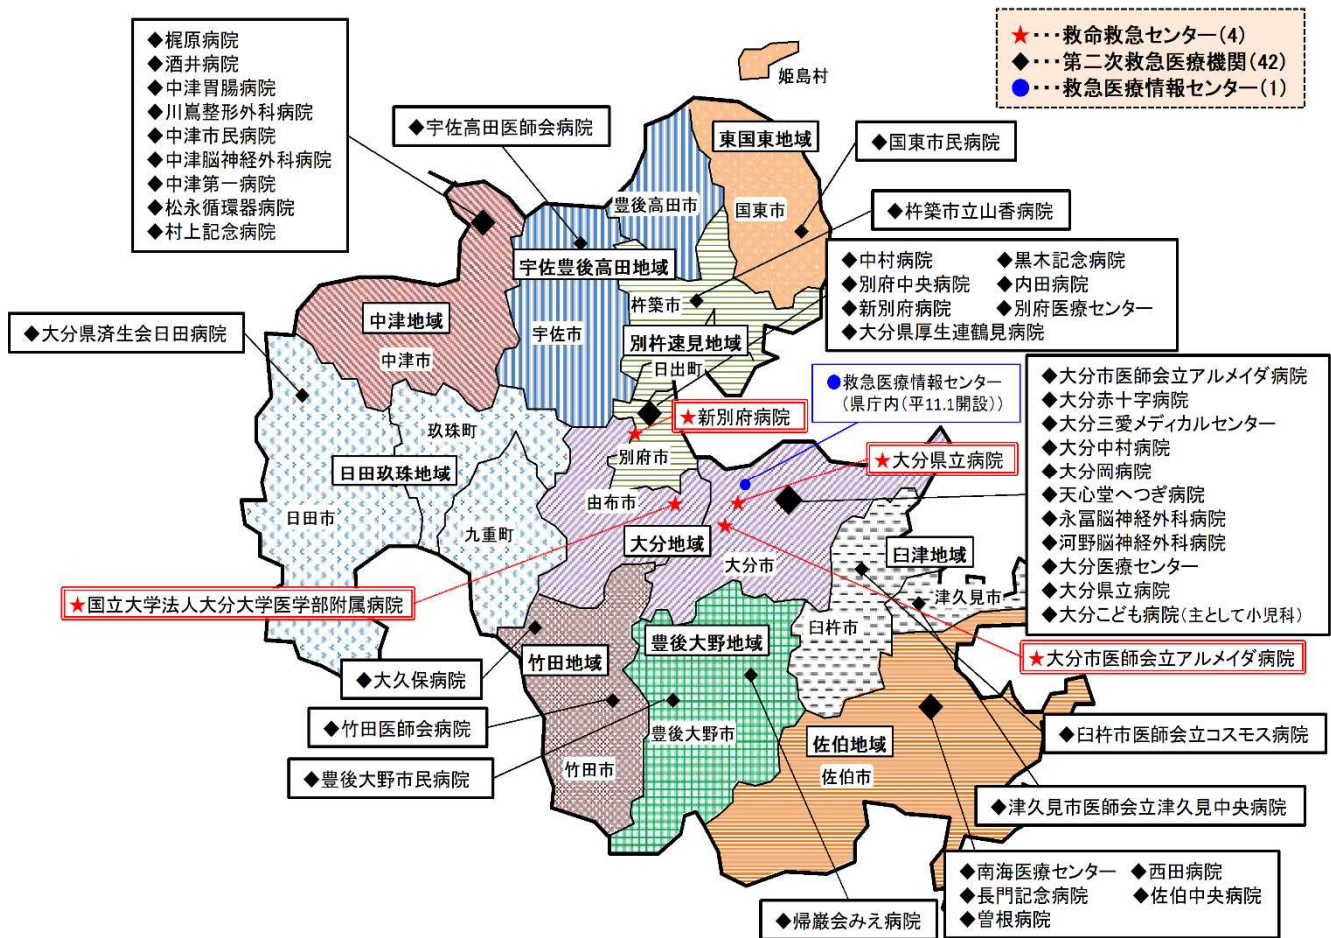 ★・・・救命救急センター(4)
◆・・・第二次救急医療機関(42)
●・・・救急医療情報センター(1)
◆梶原病院
◆酒井病院
◆中津胃腸病院
◆川嶌整形外科病院
◆中津市民病院
◆中津脳神経外科病院
◆中津第一病院
◆松永循環器病院
◆村上記念病院
◆宇佐高田医師会病院
姫島村
東国東地域
◆国東市民病院
豊後高田市
国東市
◆杵築市立山香病院
宇佐豊後高田地域
◆中村病院 ◆黒木記念病院
◆別府中央病院 ◆内田病院
◆新別府病院 ◆別府医療センター
◆大分県厚生連鶴見病院
杵築市
中津地域
宇佐市
◆大分県済生会日田病院
中津市
別杵速見地域
日出町
●救急医療情報センター
(県庁内(平11.1開設))
◆大分市医師会立アルメイダ病院
◆大分赤十字病院
◆大分三愛メディカルセンター
◆大分中村病院
◆大分岡病院
◆天心堂へつぎ病院
◆永冨脳神経外科病院
◆河野脳神経外科病院
◆大分医療センター
◆大分県立病院
◆大分こども病院(主として小児科)
★新別府病院
玖珠町
別府市
★大分県立病院
日田玖珠地域
由布市
日田市
九重町
大分地域
大分市
臼津地域
津久見市
★国立大学法人大分大学医学部附属病院
臼杵市
豊後大野地域
竹田地域
★大分市医師会立アルメイダ病院
◆大久保病院
◆竹田医師会病院
豊後大野市
佐伯地域
◆臼杵市医師会立コスモス病院
竹田市
佐伯市
◆豊後大野市民病院
◆津久見市医師会立津久見中央病院
◆南海医療センター ◆西田病院
◆長門記念病院 ◆佐伯中央病院
◆曽根病院
◆帰巖会みえ病院